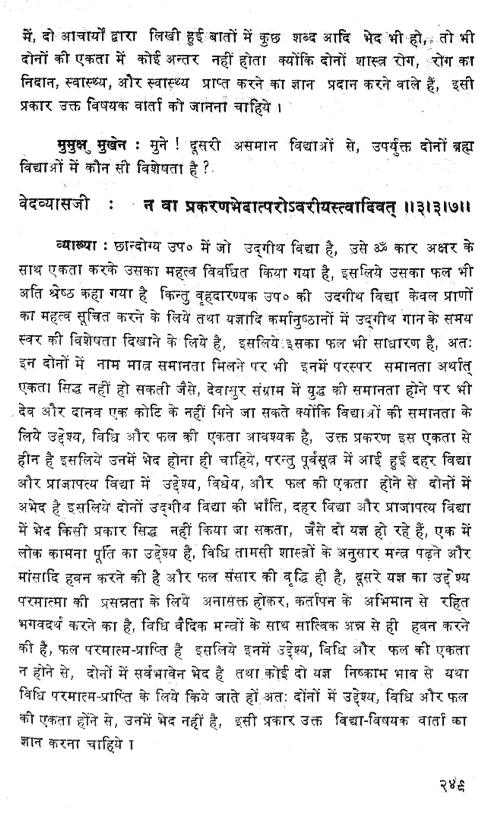 में, दो आचार्यों द्वारा लिखी हुई बातों में कुछ शब्द आदि भेद भी हो, तो भी
दोनों की एकता में कोई अन्तर नहीं होता क्योंकि दोनों शास्त्र रोग, रोग का
निदान, स्वास्थ्य, और स्वास्थ्य प्राप्त करने का ज्ञान प्रदान करने वाले हैं, इसी
प्रकार उक्त विषयक वार्ता को जानना चाहिये ।
मुमुक्षु मुखेन : मुने ! दूसरी असमान विद्याओं से, उपर्युक्त दोनों ब्रह्म
विद्याओं में कौन सी विशेषता है ?
वेदव्यासजी : न वा प्रकरणभेदात्परोऽवरीयस्त्वादिवत् ॥३।३।७॥
व्याख्या : छान्दोग्य उप० में जो उद्गीथ विद्या है, उसे ॐ कार अक्षर के
साथ एकता करके उसका महत्व विवर्धित किया गया है, इसलिये उसका फल भी
अति श्रेष्ठ कहा गया है किन्तु वृहदारण्यक उप० की उदगीथ विद्या केवल प्राणों
का महत्व सूचित करने के लिये तथा यज्ञादि कर्मानुष्ठानों में उद्गीथ गान के समय
स्वर की विशेषता दिखाने के लिये है, इसलिये इसका फल भी साधारण है, अतः
इन दोनों में नाम मात्र समानता मिलने पर भी इनमें परस्पर समानता अर्थात्
एकता सिद्ध नहीं हो सकती जैसे, देवासुर संग्राम में युद्ध की समानता होने पर भी
देव और दानव एक कोटि के नहीं गिने जा सकते क्योंकि विद्याओं की समानता के
लिये उद्देश्य, विधि और फल की एकता आवश्यक है, उक्त प्रकरण इस एकता से
हीन है इसलिये उनमें भेद होना ही चाहिये, परन्तु पूर्वसूत्र में आई हुई दहर विद्या
और प्राजापत्य विद्या में उद्देश्य, विधेय, और फल की एकता होने से दोनों में
अभेद है इसलिये दोनों उद्गीथ विद्या की भाँति, दहर विद्या और प्राजापत्य विद्या
में भेद किसी प्रकार सिद्ध नहीं किया जा सकता, जैसे दो यज्ञ हो रहे हैं, एक में
लोक कामना पूर्ति का उद्देश्य है, विधि तामसी शास्त्रों के अनुसार मन्त्र पढ़ने और
मांसादि हवन करने की है और फल संसार की वृद्धि ही है, दूसरे यज्ञ का उद्देश्य
परमात्मा की प्रसन्नता के लिये अनासक्त होकर, कर्तापन के अभिमान से रहित
भगवदर्थ करने का है, विधि वैदिक मन्त्रों के साथ सात्विक अन्न से ही हवन करने
की है, फल परमात्म-प्राप्ति है इसलिये इनमें उद्देश्य, विधि और फल की एकता
न होने से, दोनों में सर्वभावेन भेद है तथा कोई दो यज्ञ निष्काम भाव से यथा
विधि परमात्म-प्राप्ति के लिये किये जाते हों अतः दोनों में उद्देश्य, विधि और फल
की एकता होने से, उनमें भेद नहीं है, इसी प्रकार उक्त विद्या-विषयक वार्ता का
ज्ञान करना चाहिये ।
२४९